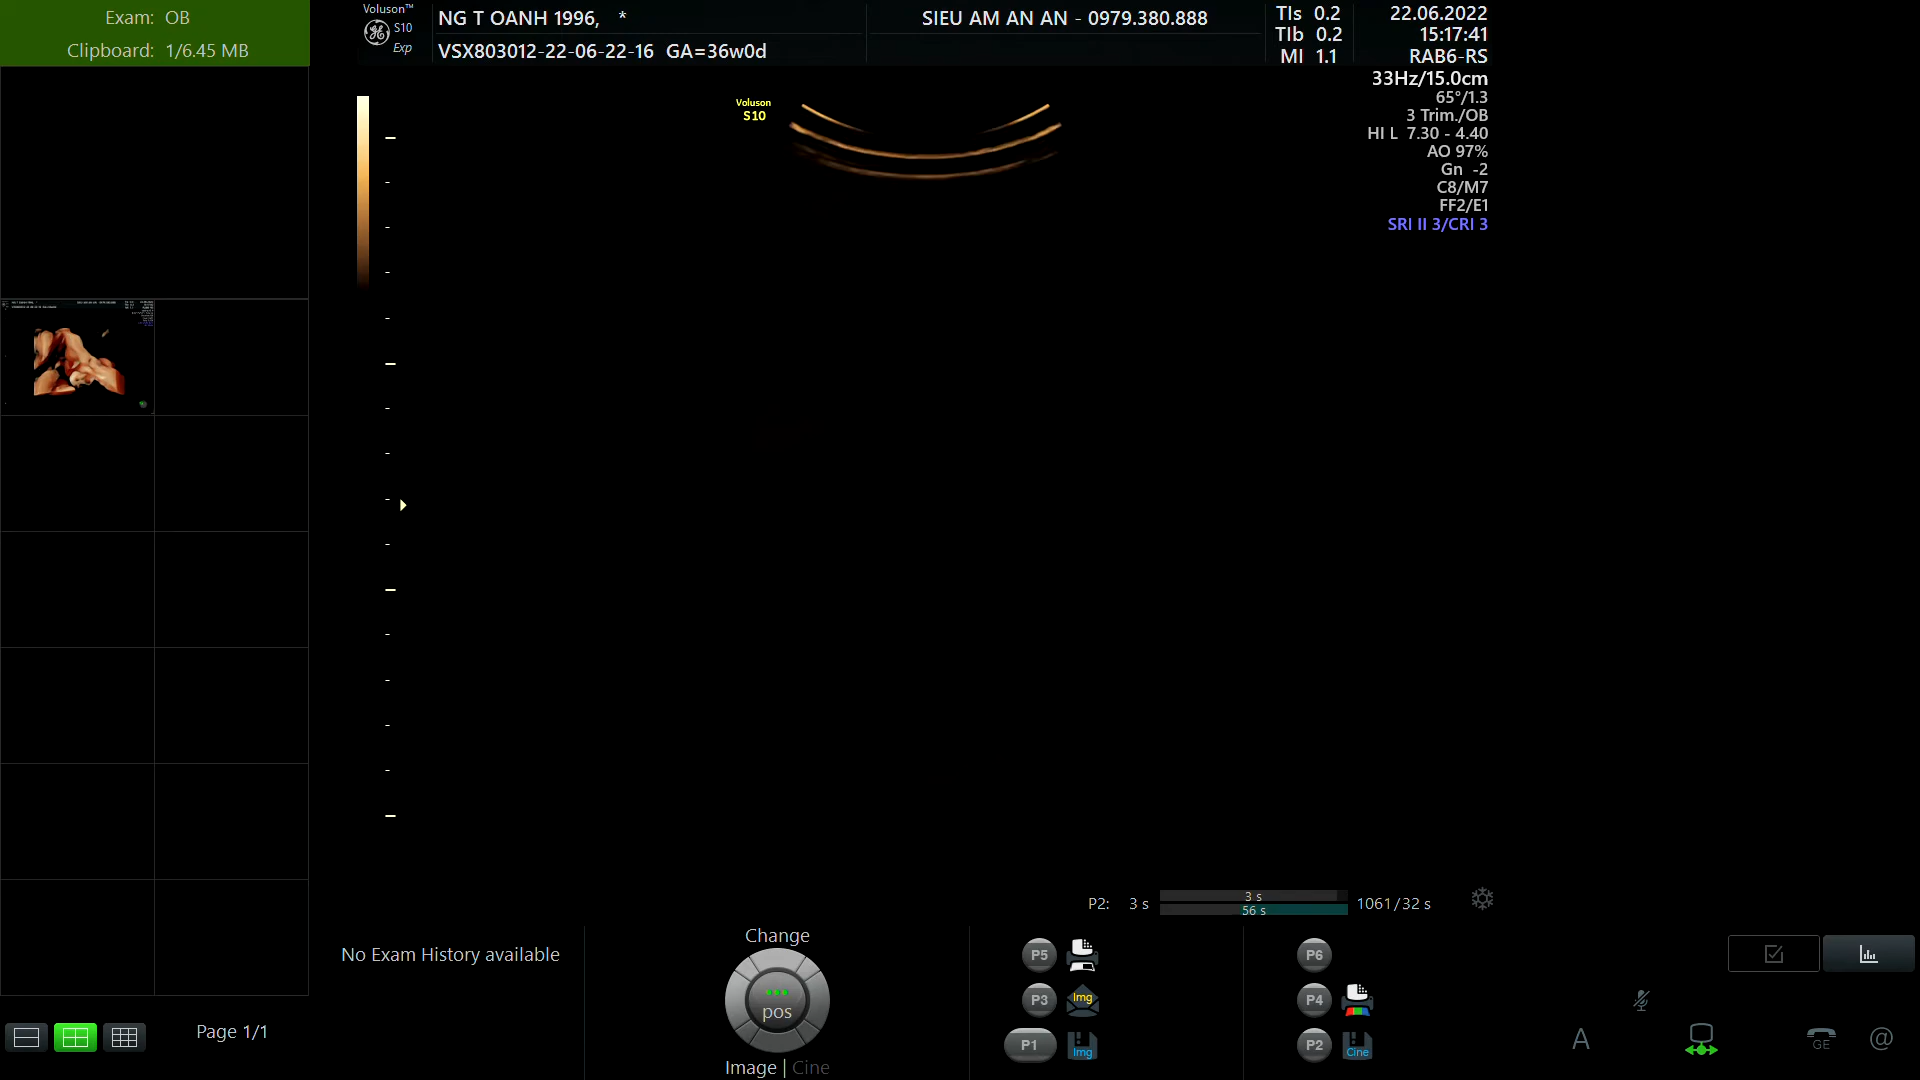 Exam: OB
Clipboard: 1/6.45 MB
Voluson™
S10
Exp
NG T OANH 1996, *
VSX803012-22-06-22-16 GA=36w0d
SIEU AM AN AN - 0979.380.888
TIs 0.2
TIb 0.2
MI 1.1
22.06.2022
15:17:41
RAB6-RS
33Hz/15.0cm
65°/1.3
3 Trim./OB
HI L 7.30 - 4.40
AO 97%
Gn -2
C8/M7
FF2/E1
SRI II 3/CRI 3
Voluson
S10
P2: 3 s
3 s
56 s
1061/32 s
No Exam History available
Change
pos
Image | Cine
P5
P3 Img
P1 Img
P6
P4
P2 Cine
A
GE
@
Page 1/1